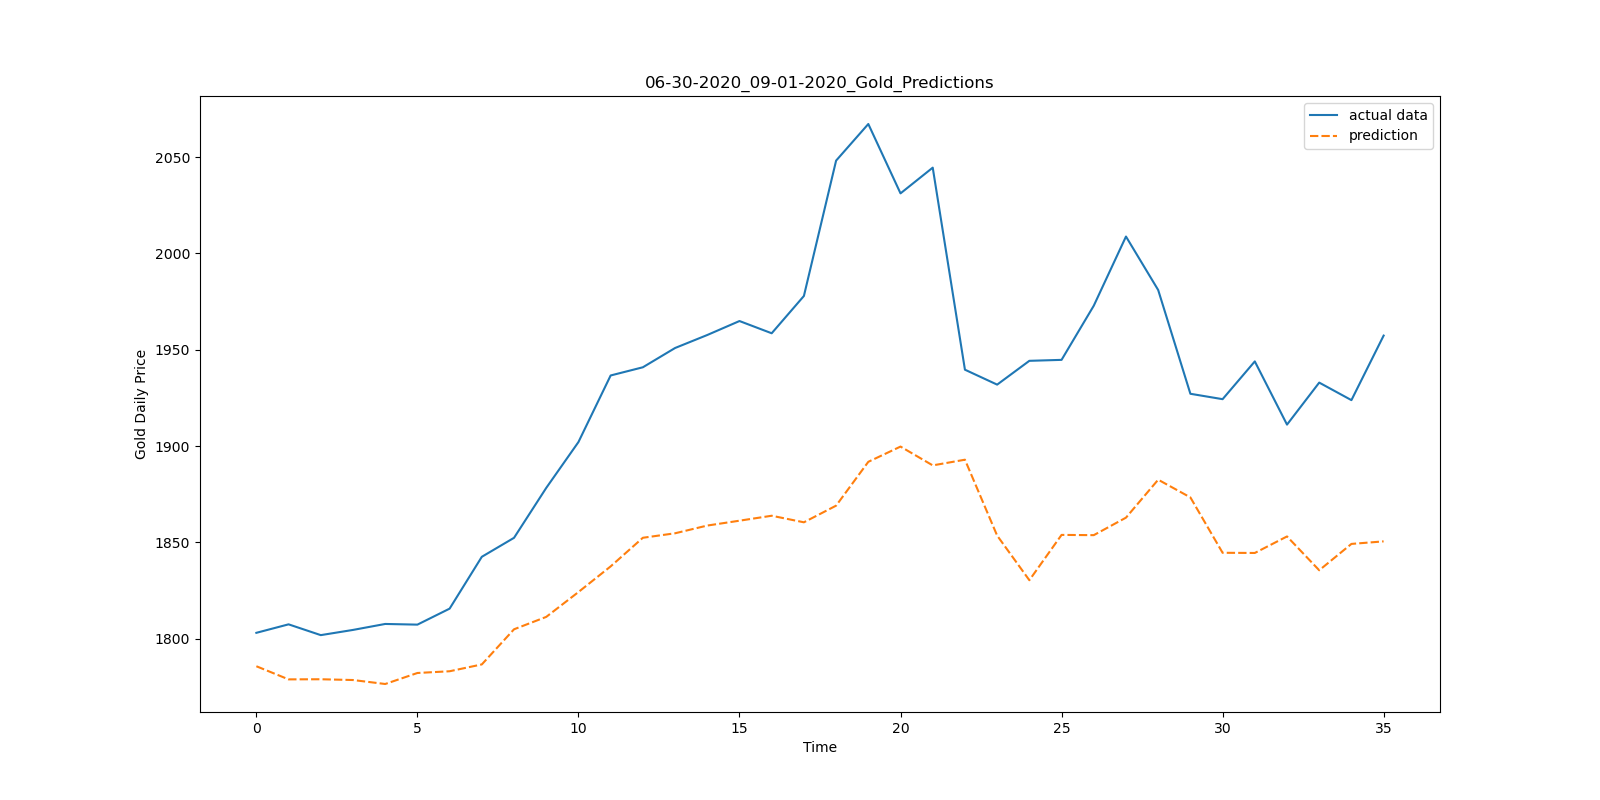 06-30-2020_09-01-2020_Gold_Predictions
actual data
prediction
Gold Daily Price
2050
2000
1950
1900
1850
1800
0 5 10 15 20 25 30 35
Time